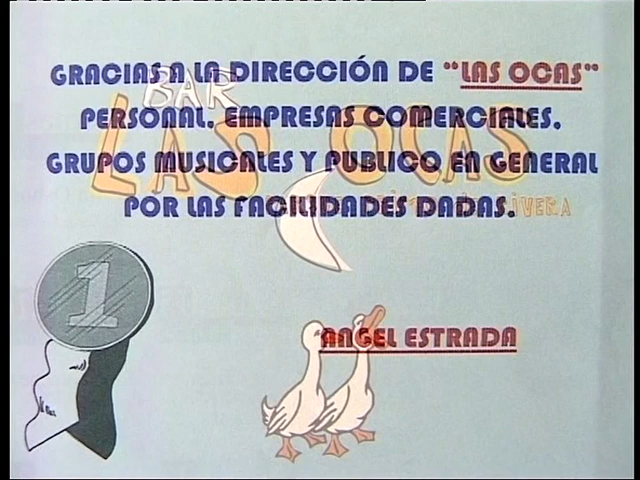 GRACIAS A LA DIRECCIÓN DE "LAS OCAS"
PERSONAL. EMPRESAS COMERCIALES.
GRUPOS MUSICALES Y PUBLICO EN GENERAL
POR LAS FACILIDADES DADAS.
BAR
LAS OCAS
1
ANGEL ESTRADA